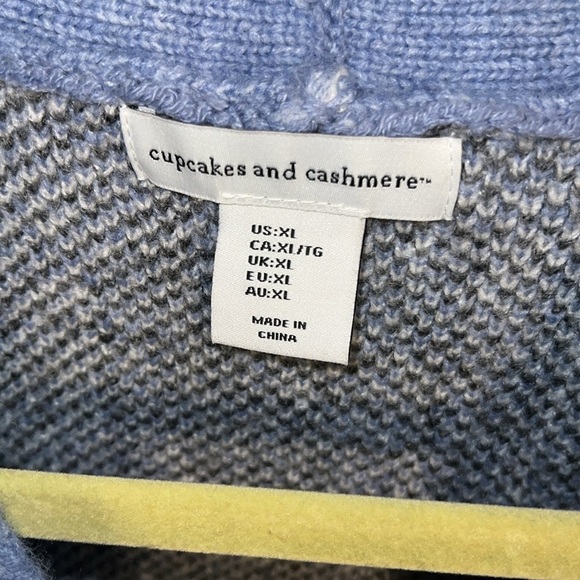 cupcakes and cashmere™
US:XL
CA:XL/TG
UK:XL
EU:XL
AU:XL
MADE IN
CHINA